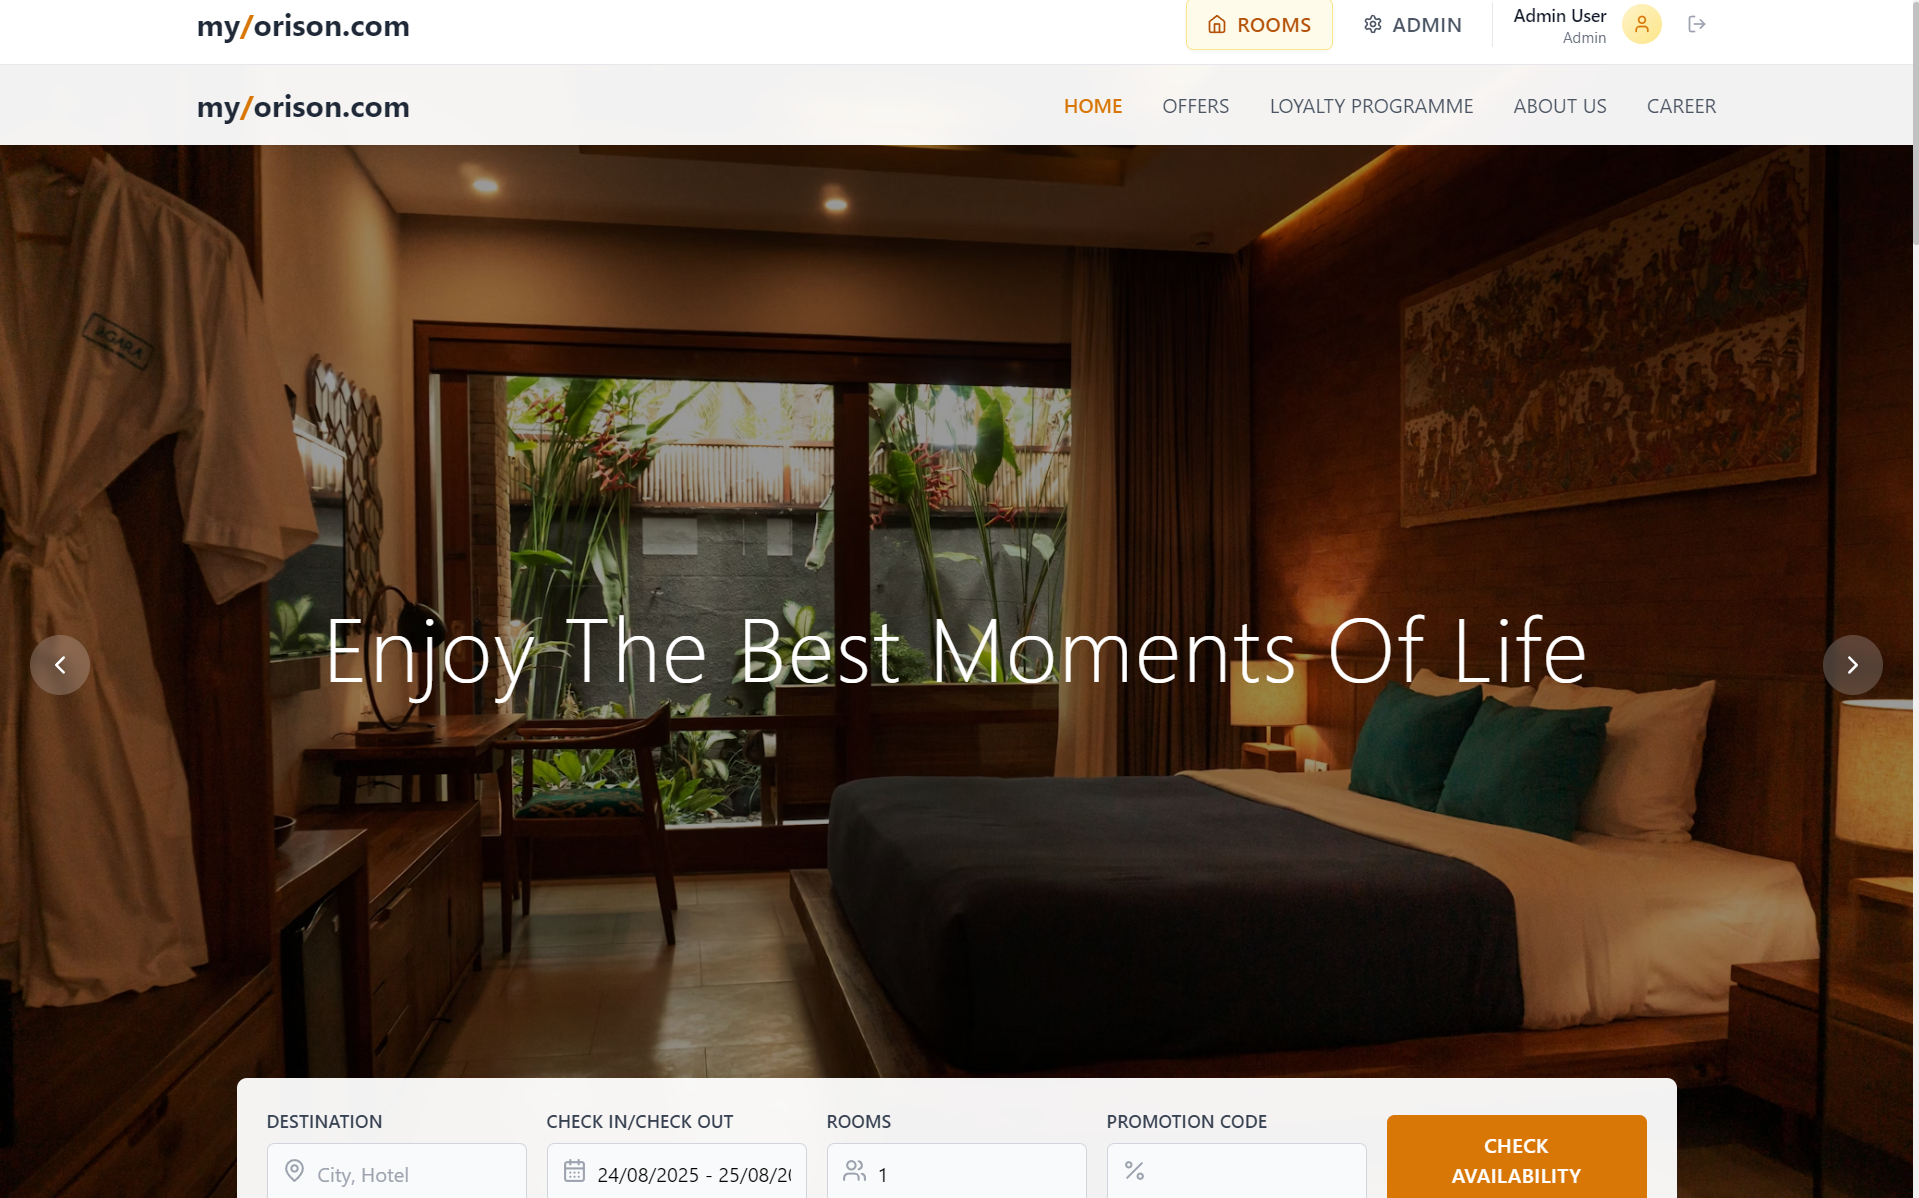 my/orison.com
ROOMS
ADMIN
Admin User
Admin
my/orison.com
HOME
OFFERS
LOYALTY PROGRAMME
ABOUT US
CAREER
Enjoy The Best Moments Of Life
DESTINATION
CHECK IN/CHECK OUT
ROOMS
PROMOTION CODE
CHECK
AVAILABILITY
City, Hotel
24/08/2025 - 25/08/20
1